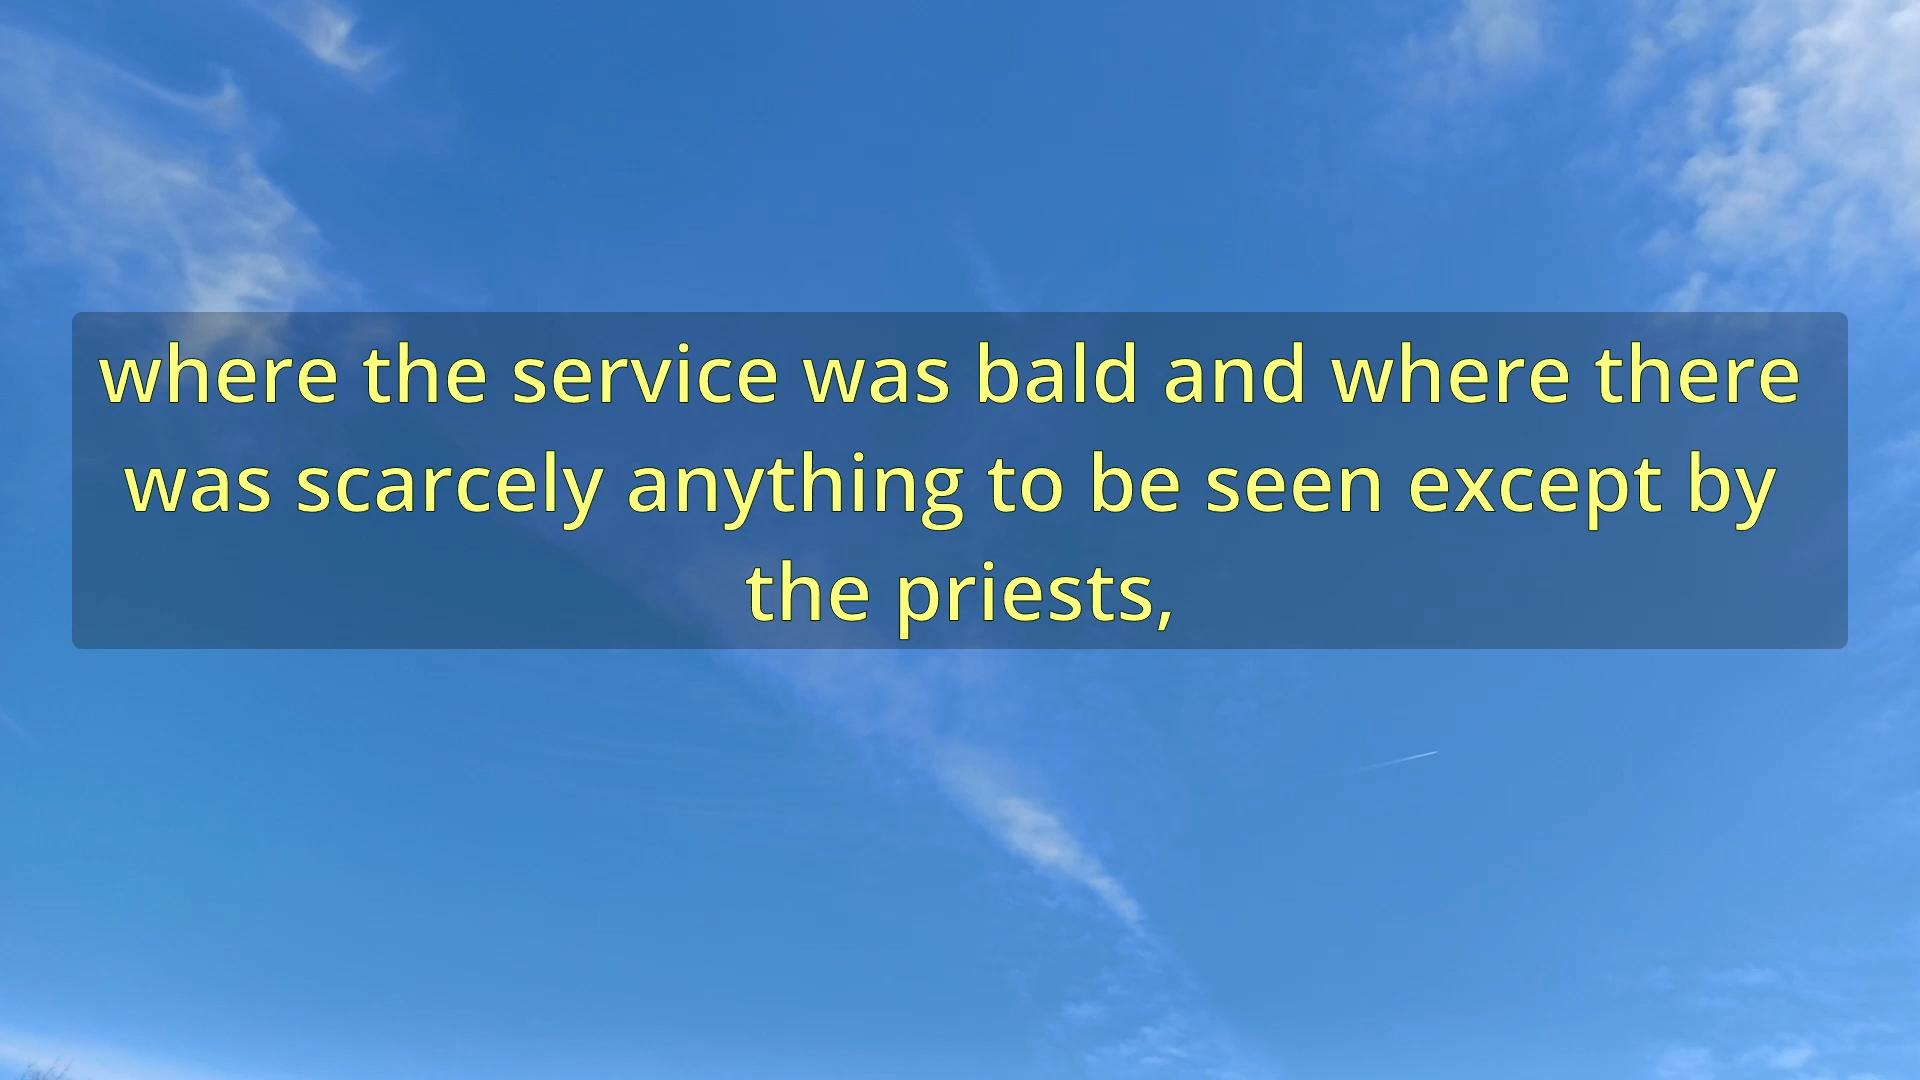 where the service was bald and where there
was scarcely anything to be seen except by
the priests,